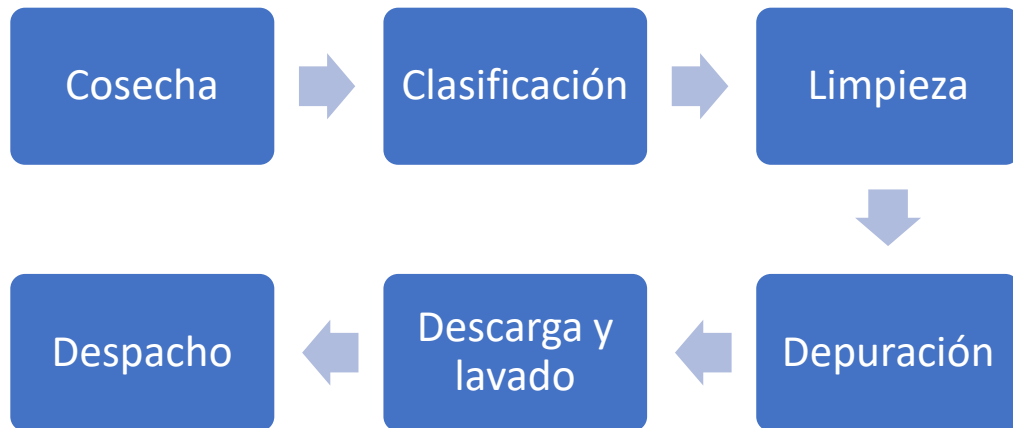 Cosecha
Clasificación
Limpieza
Depuración
Descarga y
lavado
Despacho